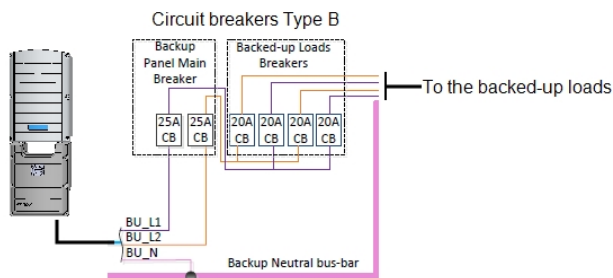 Circuit breakers Type B
Backup
Panel Main
Breaker
Backed-up Loads
Breakers
To the backed-up loads
25A
CB
25A
CB
20A
CB
20A
CB
20A
CB
20A
CB
BU_L1
BU_L2
BU_N
Backup Neutral bus-bar